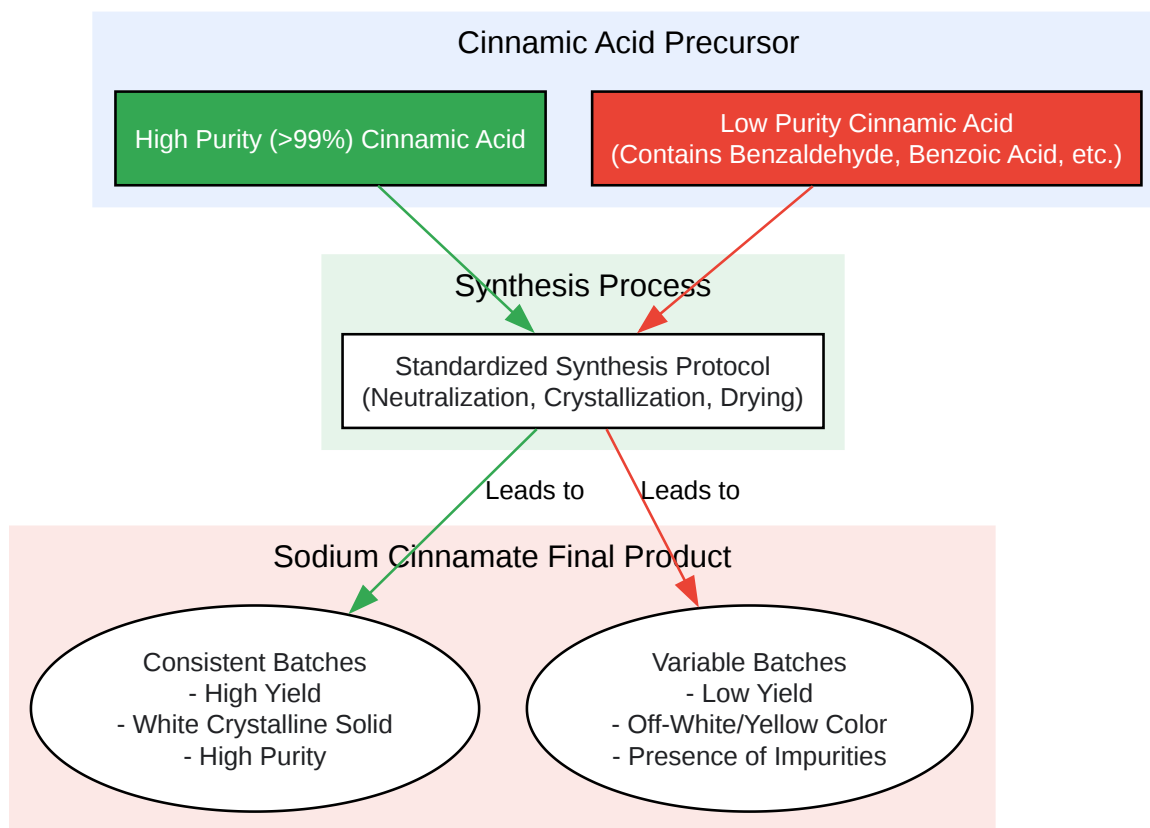 Cinnamic Acid Precursor
High Purity (>99%) Cinnamic Acid
Low Purity Cinnamic Acid
(Contains Benzaldehyde, Benzoic Acid, etc.)
Synthesis Process
Standardized Synthesis Protocol
(Neutralization, Crystallization, Drying)
Leads to
Leads to
Sodium Cinnamate Final Product
Consistent Batches
- High Yield
- White Crystalline Solid
- High Purity
Variable Batches
- Low Yield
- Off-White/Yellow Color
- Presence of Impurities